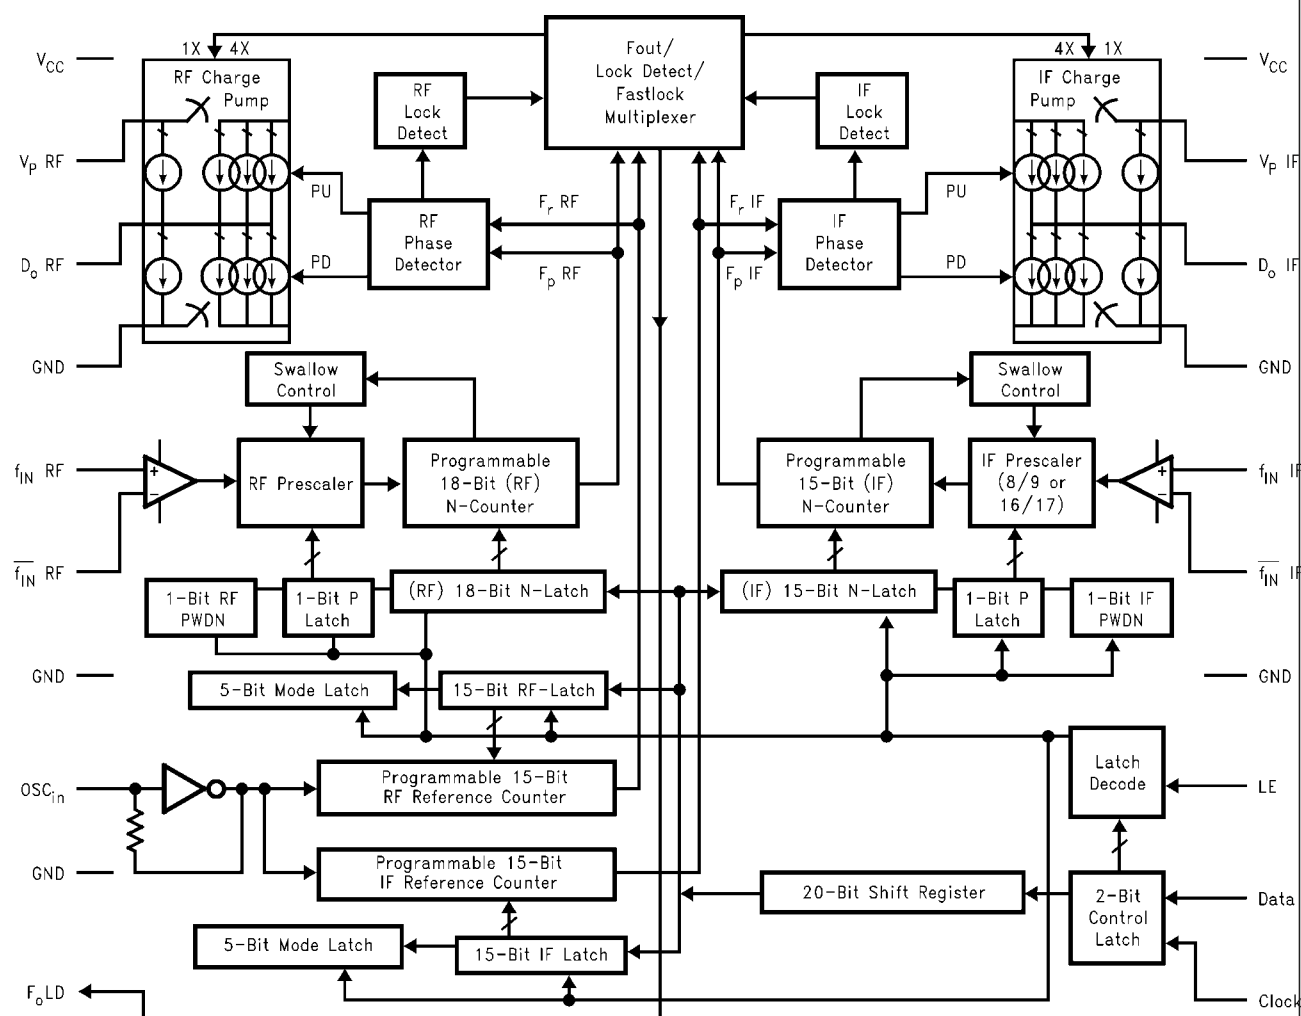 1X 4X
4X 1X
V_CC
V_CC
RF Charge
Pump
RF
Lock
Detect
Fout/
Lock Detect/
Fastlock
Multiplexer
IF
Lock
Detect
IF Charge
Pump
V_p RF
V_p IF
PU
PU
F_r RF
F_r IF
RF
Phase
Detector
IF
Phase
Detector
D_o RF
D_o IF
PD
PD
F_p RF
F_p IF
GND
GND
Swallow
Control
Swallow
Control
f_IN RF
+
−
RF Prescaler
Programmable
18-Bit (RF)
N-Counter
Programmable
15-Bit (IF)
N-Counter
IF Prescaler
(8/9 or
16/17)
+
−
f_IN IF
f̅_IN RF
f̅_IN IF
1-Bit RF
PWDN
1-Bit P
Latch
(RF) 18-Bit N-Latch
(IF) 15-Bit N-Latch
1-Bit P
Latch
1-Bit IF
PWDN
GND
GND
5-Bit Mode Latch
15-Bit RF-Latch
OSC_in
Programmable 15-Bit
RF Reference Counter
Latch
Decode
LE
GND
Programmable 15-Bit
IF Reference Counter
20-Bit Shift Register
2-Bit
Control
Latch
Data
5-Bit Mode Latch
15-Bit IF Latch
F_oLD
Clock